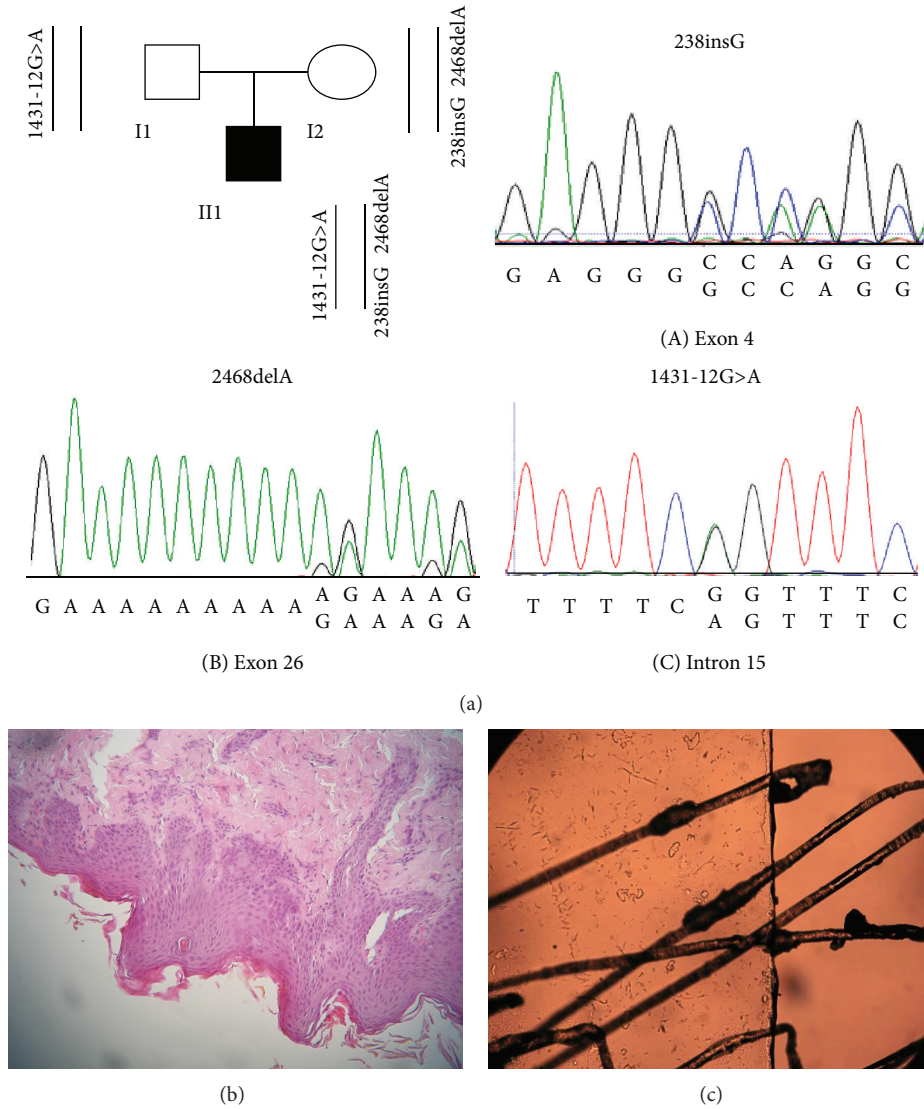 1431-12G>A
I1
I2
238insG 2468delA
II1
1431-12G>A
238insG 2468delA
238insG
G A G G G C C A G G C
G C C A G G
(A) Exon 4
2468delA
G A A A A A A A A A A G A A A G
G A A A G A
(B) Exon 26
1431-12G>A
T T T T C G G T T T C
A G T T T C
(C) Intron 15
(a)
(b)
(c)